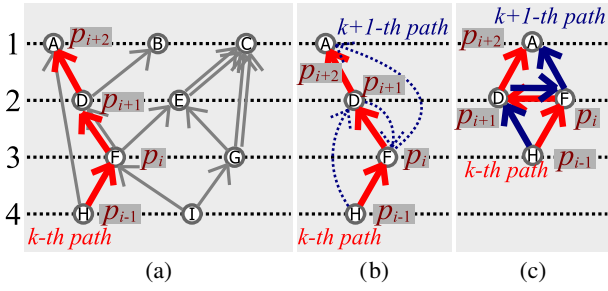 1
2
3
4
A
B
C
p_{i+2}
D
p_{i+1}
E
F
p_i
G
H
p_{i-1}
I
k-th path
(a)
k+1-th path
A
p_{i+2}
D
p_{i+1}
F
p_i
H
p_{i-1}
k-th path
(b)
k+1-th path
p_{i+2}
A
D
F
p_{i+1}
p_i
H
p_{i-1}
k-th path
(c)